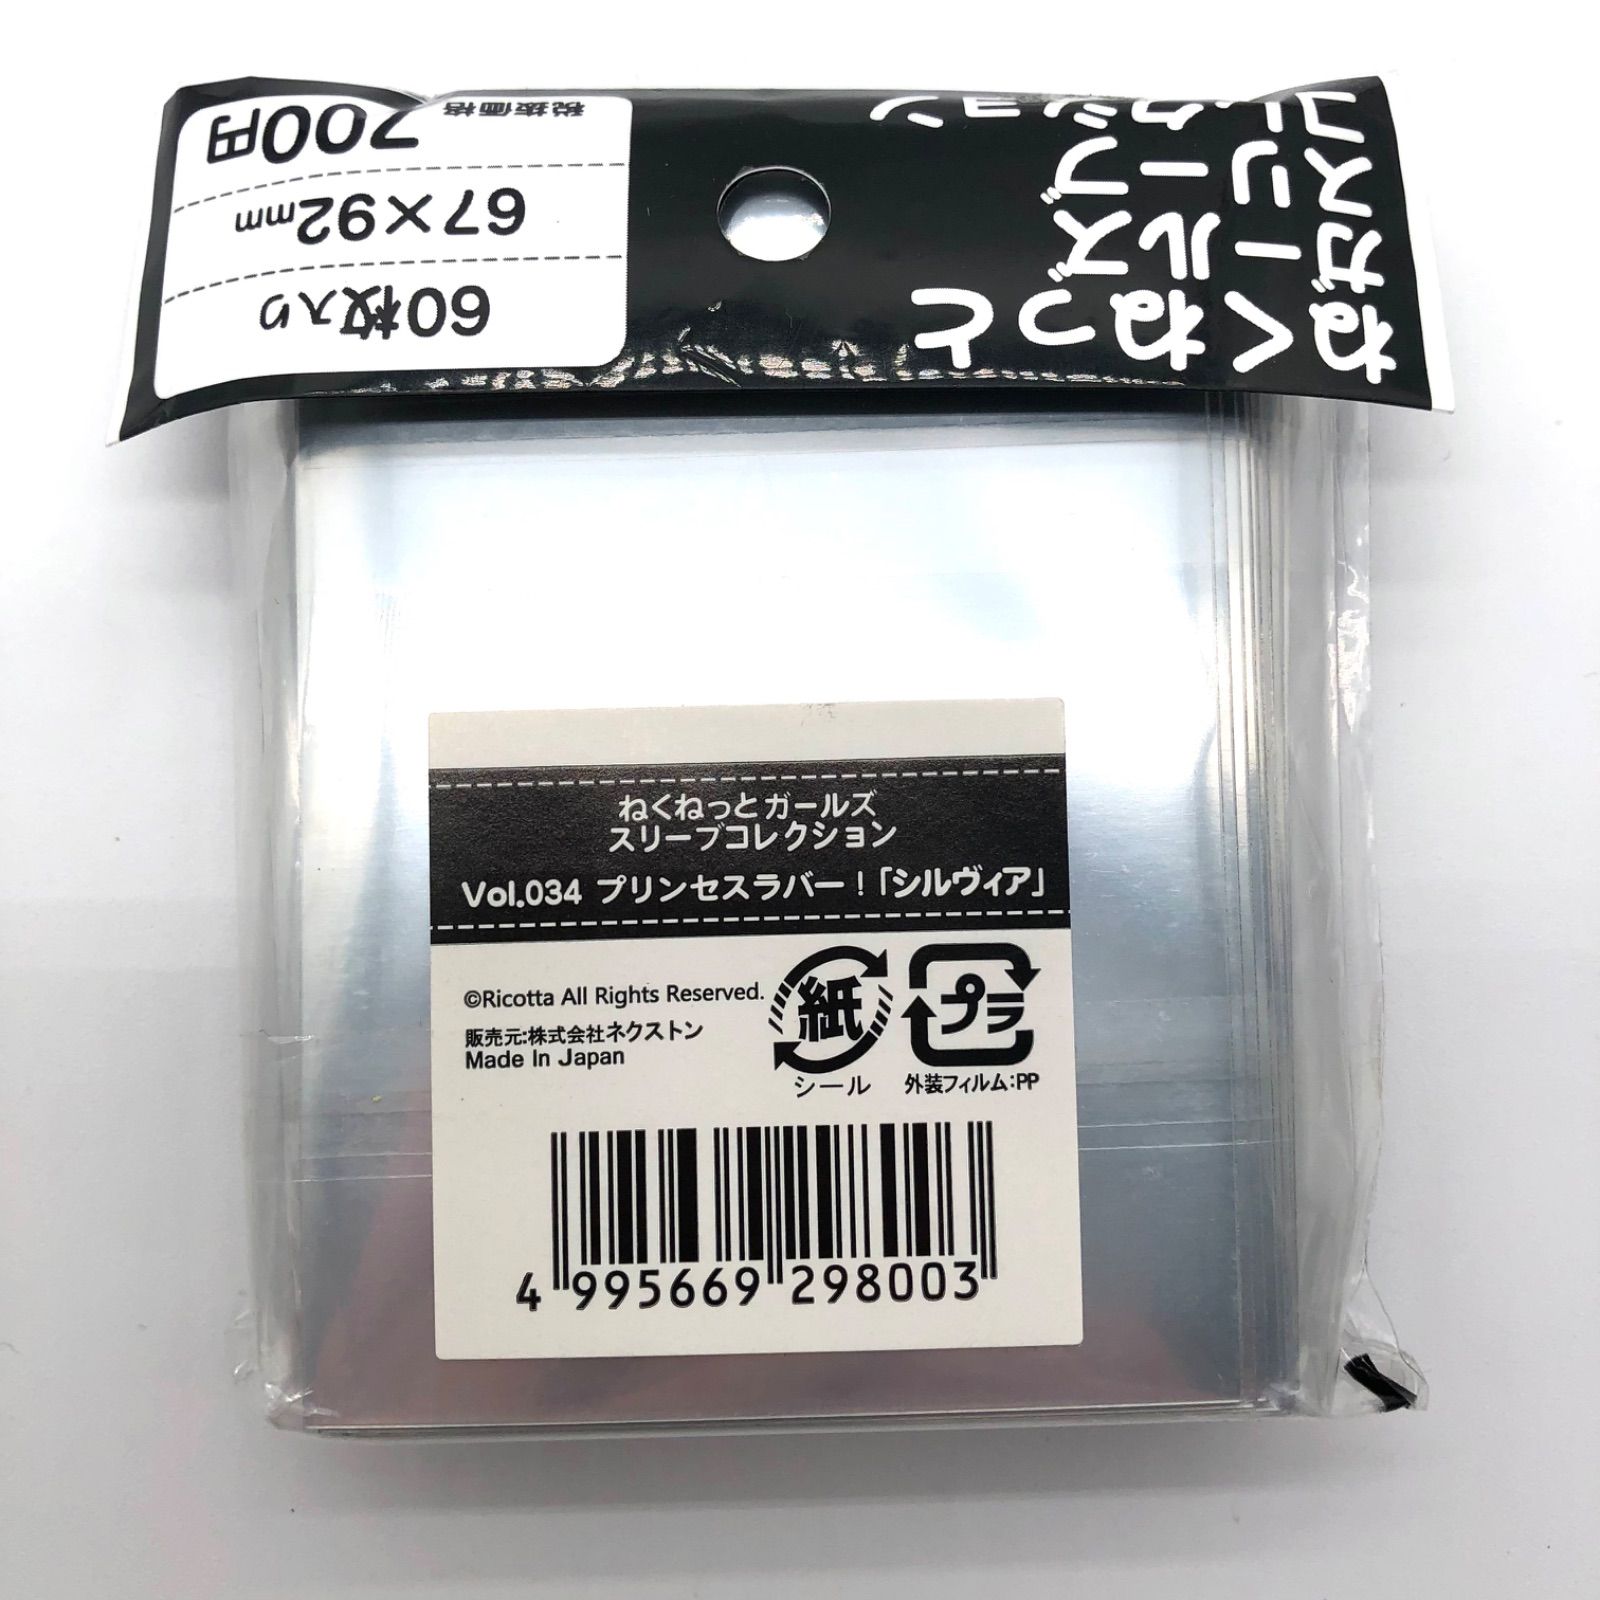 ねくねっと
ガールズ
スリーブ
コレクション
税抜価格
700円
67×92mm
60枚入り
ねくねっとガールズ
スリーブコレクション
Vol.034 プリンセスラバー！「シルヴィア」
©Ricotta All Rights Reserved.
販売元:株式会社ネクストン
Made In Japan
紙
シール
プラ
外装フィルム:PP
4 995669 298003